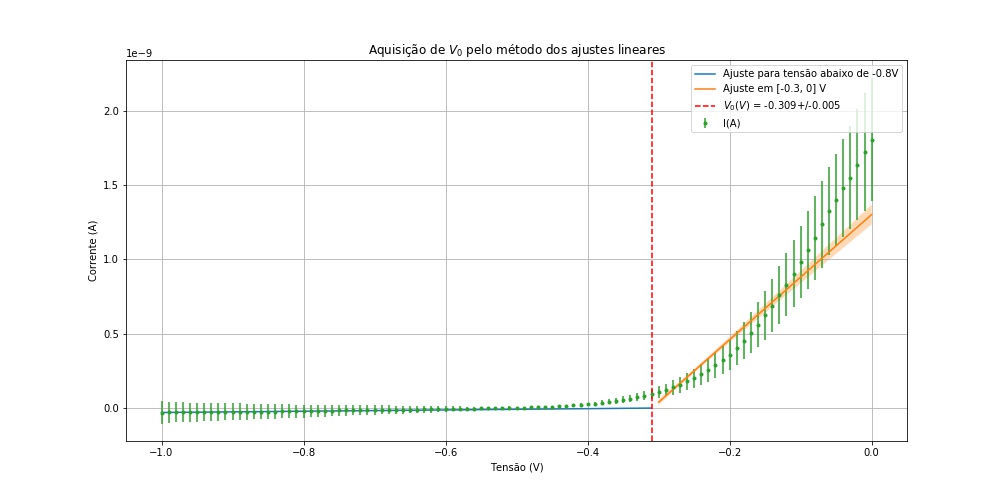 Aquisição de V₀ pelo método dos ajustes lineares
1e−9
Ajuste para tensão abaixo de -0.8V
Ajuste em [-0.3, 0] V
V₀(V) = -0.309+/-0.005
I(A)
2.0
1.5
1.0
0.5
0.0
Corrente (A)
−1.0 −0.8 −0.6 −0.4 −0.2 0.0
Tensão (V)